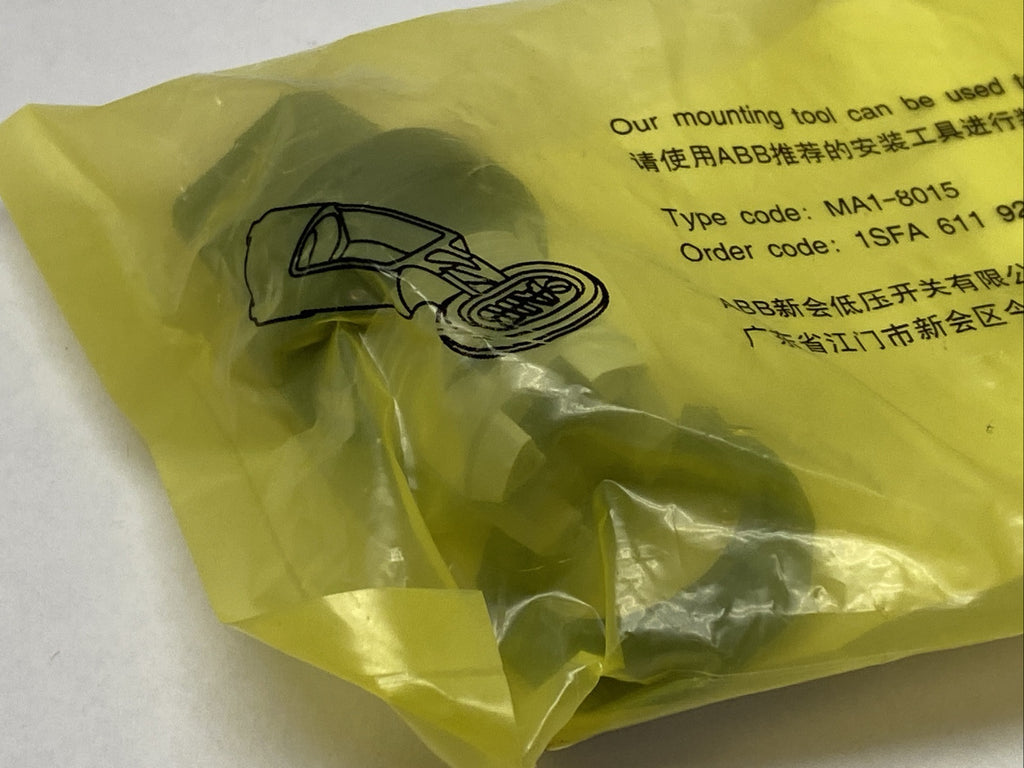 Our mounting tool can be used
请使用ABB推荐的安装工具进行
Type code: MA1-8015
Order code: 1SFA 611 92
ABB新会低压开关有限公
广东省江门市新会区今